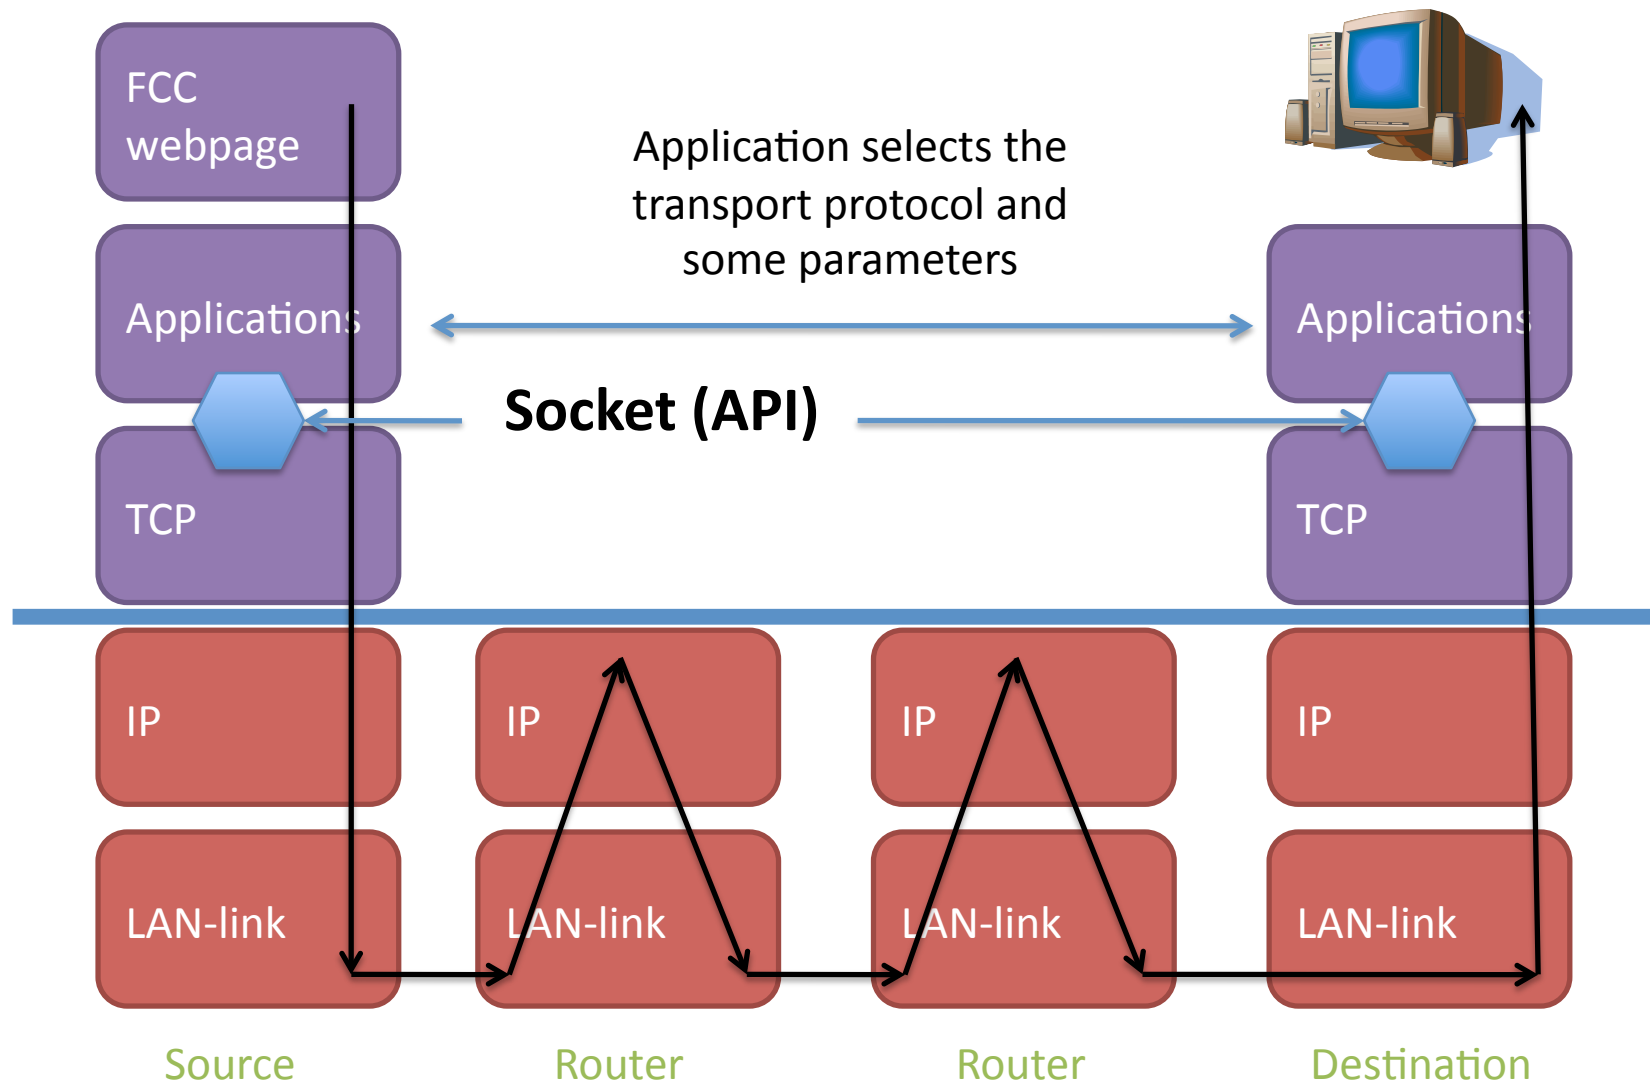 FCC
webpage
Application selects the
transport protocol and
some parameters
Applications
Applications
Socket (API)
TCP
TCP
IP
IP
IP
IP
LAN-link
LAN-link
LAN-link
LAN-link
Source
Router
Router
Destination